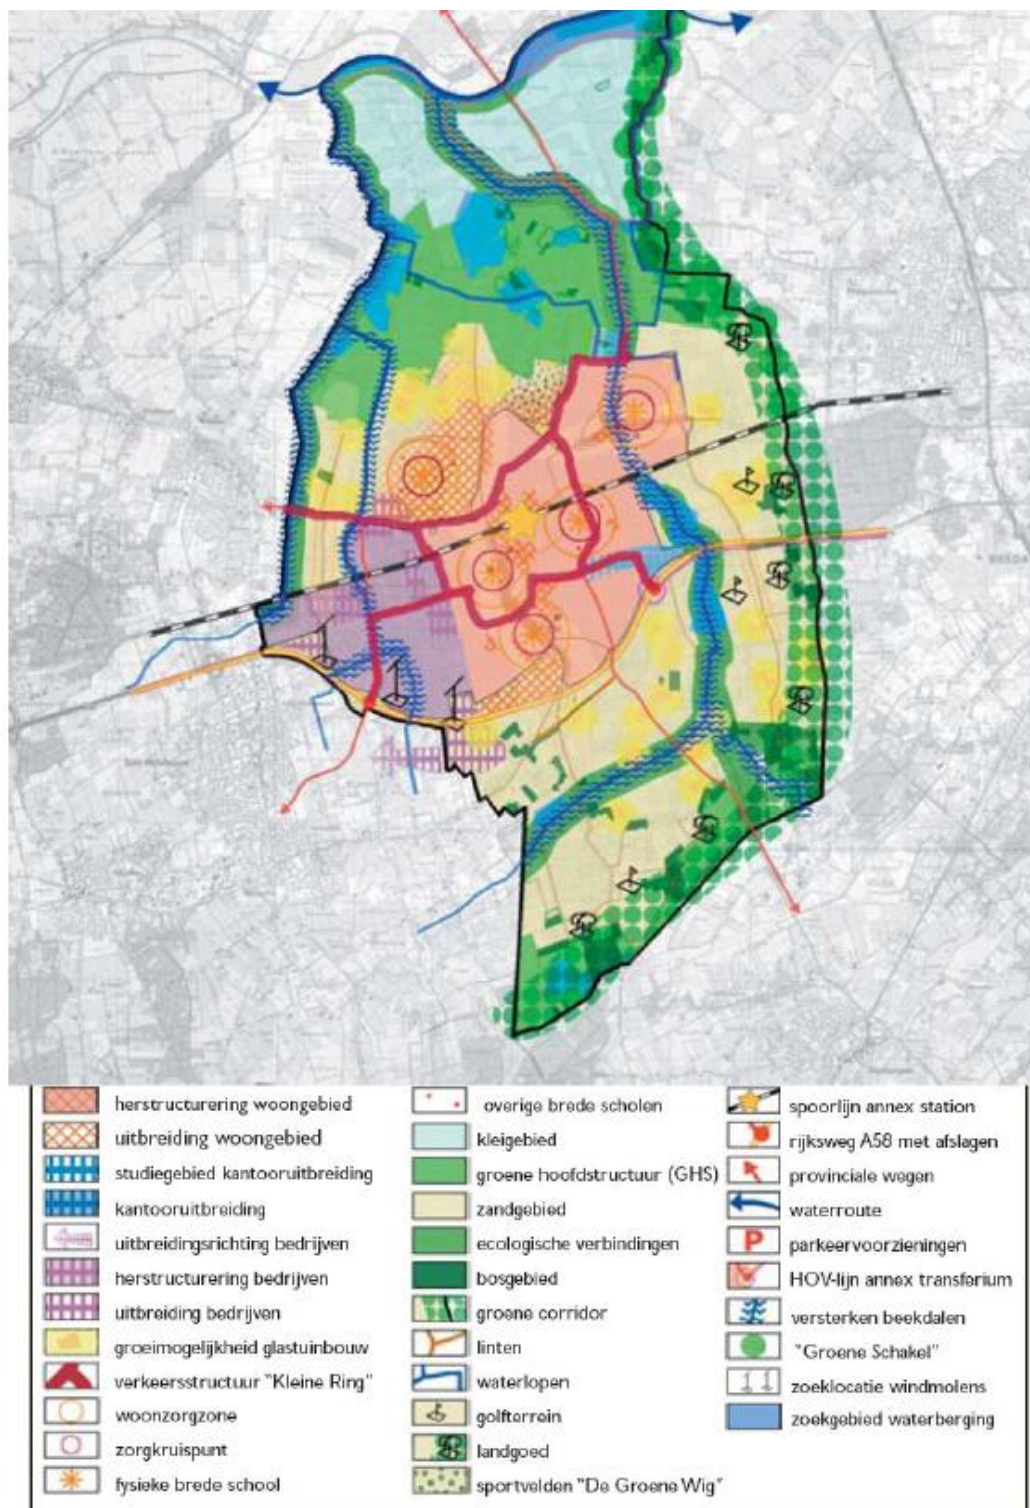 herstructurering woongebied
uitbreiding woongebied
studiegebied kantooruitbreiding
kantooruitbreiding
uitbreidingsrichting bedrijven
herstructurering bedrijven
uitbreiding bedrijven
groeimogelijkheid glastuinbouw
verkeersstructuur "Kleine Ring"
woonzorgzone
zorgkruispunt
fysieke brede school
overige brede scholen
kleigebied
groene hoofdstructuur (GHS)
zandgebied
ecologische verbindingen
bosgebied
groene corridor
linten
waterlopen
golfterrein
landgoed
sportvelden "De Groene Wig"
spoorlijn annex station
rijksweg A58 met afslagen
provinciale wegen
waterroute
P parkeervoorzieningen
HOV-lijn annex transferium
versterken beekdalen
"Groene Schakel"
zoeklocatie windmolens
zoekgebied waterberging